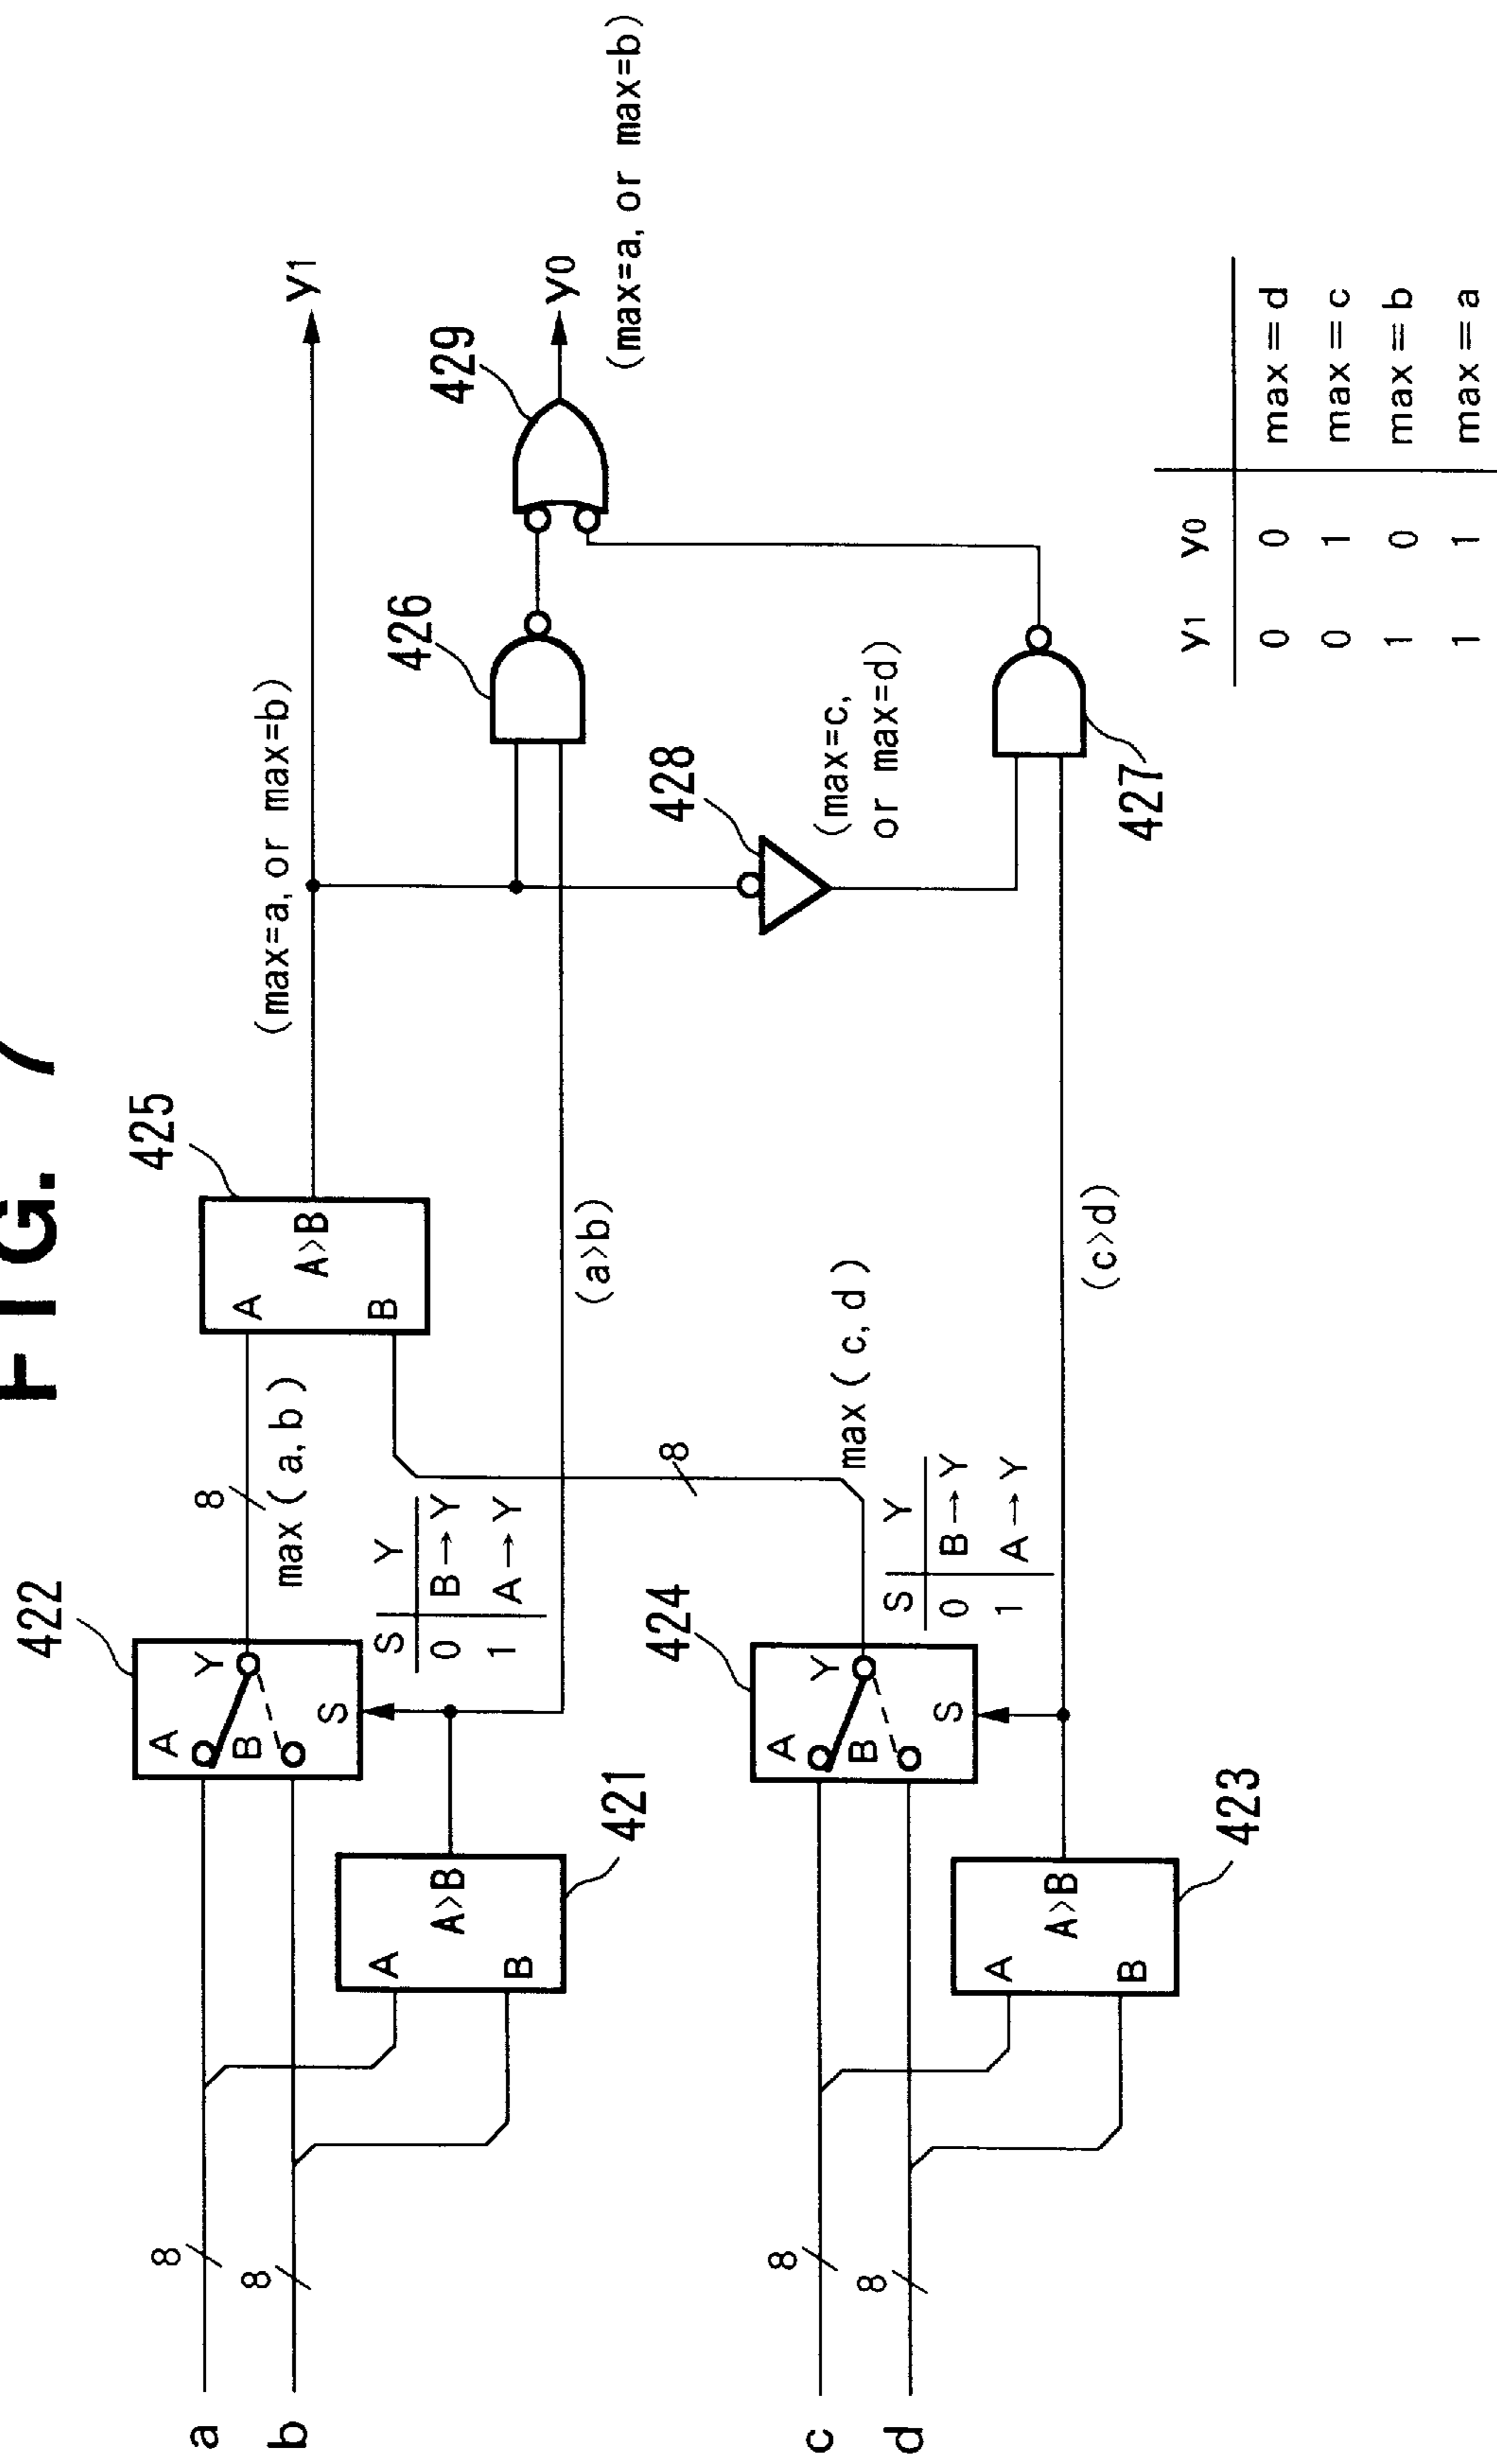 FIG. 7
422
425
a
b
8
8
A
B
Y
S
8
max ( a, b )
A
B
A>B
(max=a, or max=b)
y1
421
A
B
A>B
S Y
0 B→Y
1 A→Y
(a>b)
426
429
y0
(max=a, or max=b)
8
428
(max=c,
or max=d)
c
d
8
8
424
A
B
Y
S
max ( c, d )
S Y
0 B→Y
1 A→Y
423
A
B
A>B
(c>d)
427
y1 y0
0 0 max=d
0 1 max=c
1 0 max=b
1 1 max=a